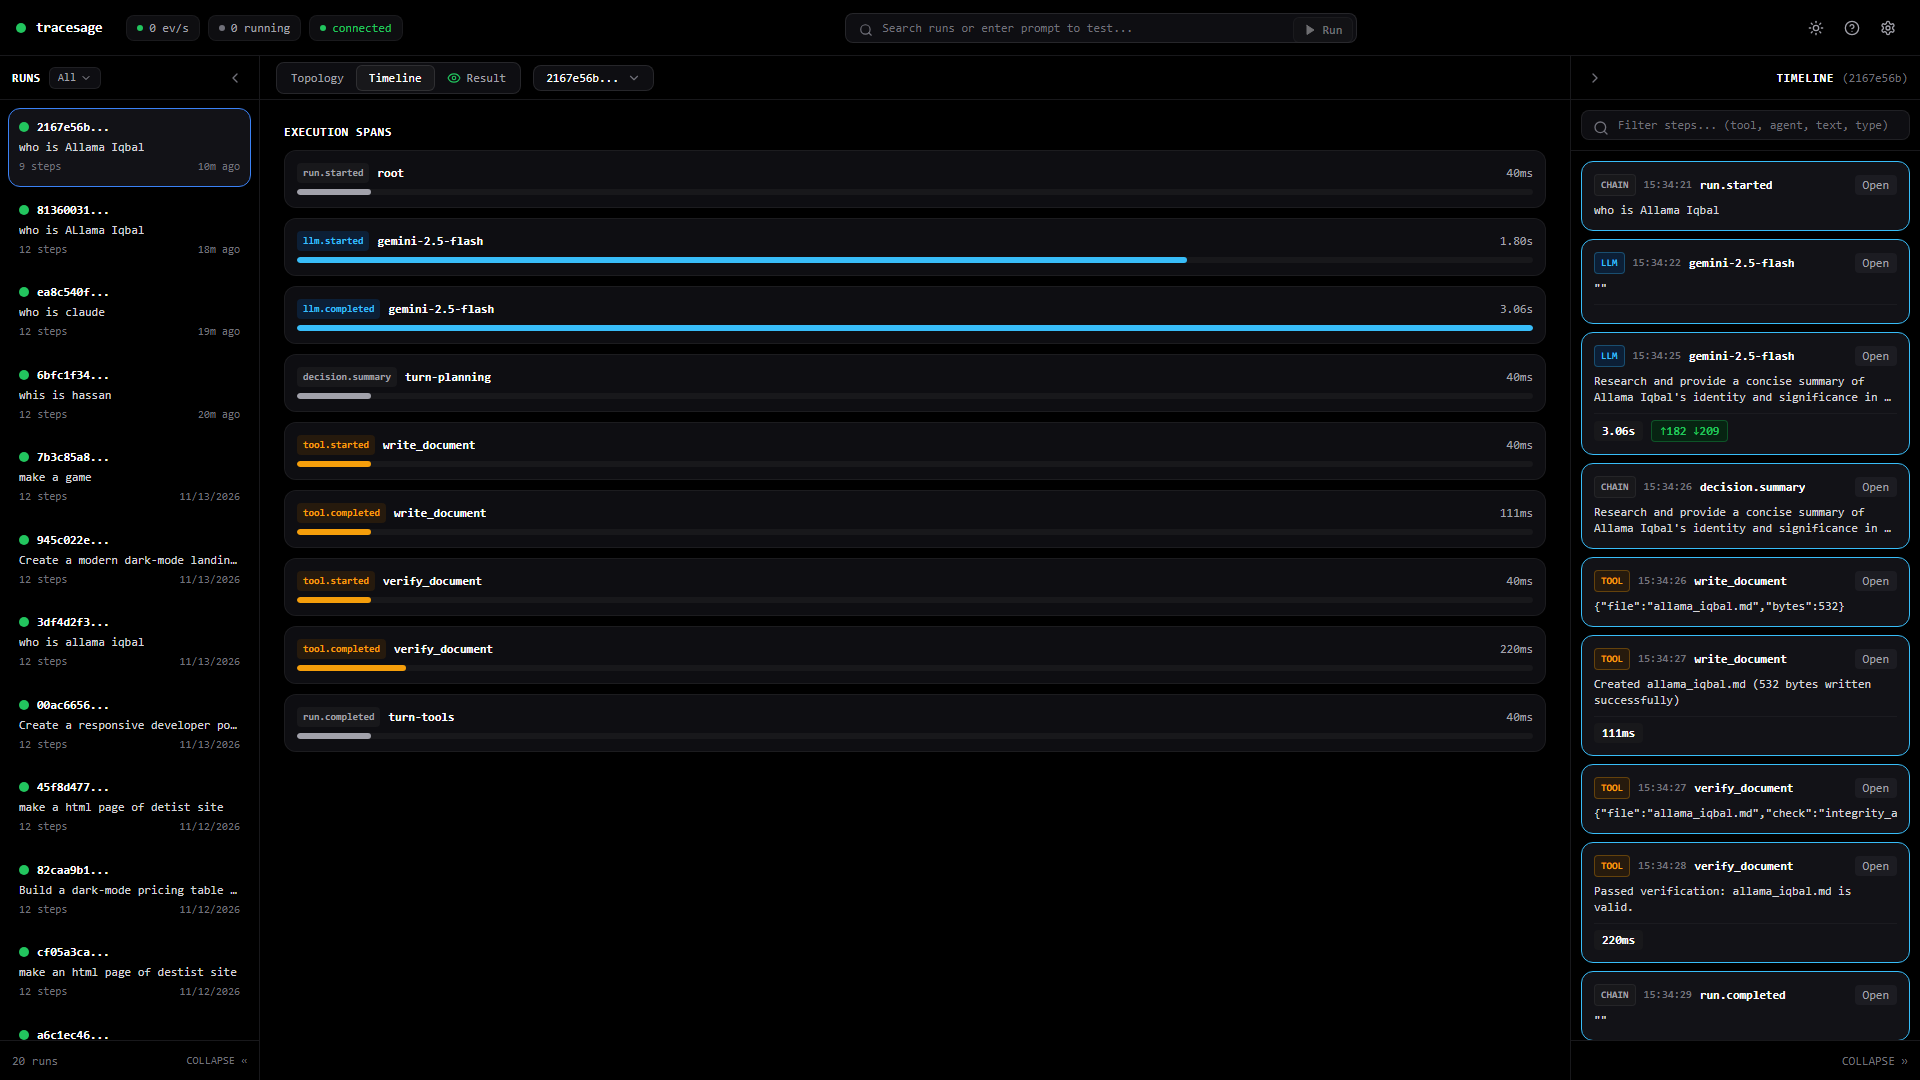 tracesage
0 ev/s
0 running
connected
Search runs or enter prompt to test...
Run
RUNS
All
2167e56b...
who is Allama Iqbal
9 steps
10m ago
81360031...
who is ALlama Iqbal
12 steps
18m ago
ea8c540f...
who is claude
12 steps
19m ago
6bfc1f34...
whis is hassan
12 steps
20m ago
7b3c85a8...
make a game
12 steps
11/13/2026
945c022e...
Create a modern dark-mode landin…
12 steps
11/13/2026
3df4d2f3...
who is allama iqbal
12 steps
11/13/2026
00ac6656...
Create a responsive developer po…
12 steps
11/13/2026
45f8d477...
make a html page of detist site
12 steps
11/12/2026
82caa9b1...
Build a dark-mode pricing table …
12 steps
11/12/2026
cf05a3ca...
make an html page of destist site
12 steps
11/12/2026
a6c1ec46...
20 runs
COLLAPSE «
Topology
Timeline
Result
2167e56b...
EXECUTION SPANS
run.started root 40ms
llm.started gemini-2.5-flash 1.80s
llm.completed gemini-2.5-flash 3.06s
decision.summary turn-planning 40ms
tool.started write_document 40ms
tool.completed write_document 111ms
tool.started verify_document 40ms
tool.completed verify_document 220ms
run.completed turn-tools 40ms
TIMELINE (2167e56b)
Filter steps... (tool, agent, text, type)
CHAIN 15:34:21 run.started Open
who is Allama Iqbal
LLM 15:34:22 gemini-2.5-flash Open
""
LLM 15:34:25 gemini-2.5-flash Open
Research and provide a concise summary of
Allama Iqbal's identity and significance in …
3.06s ↑182 ↓209
CHAIN 15:34:26 decision.summary Open
Research and provide a concise summary of
Allama Iqbal's identity and significance in …
TOOL 15:34:26 write_document Open
{"file":"allama_iqbal.md","bytes":532}
TOOL 15:34:27 write_document Open
Created allama_iqbal.md (532 bytes written
successfully)
111ms
TOOL 15:34:27 verify_document Open
{"file":"allama_iqbal.md","check":"integrity_a
TOOL 15:34:28 verify_document Open
Passed verification: allama_iqbal.md is
valid.
220ms
CHAIN 15:34:29 run.completed Open
""
COLLAPSE »